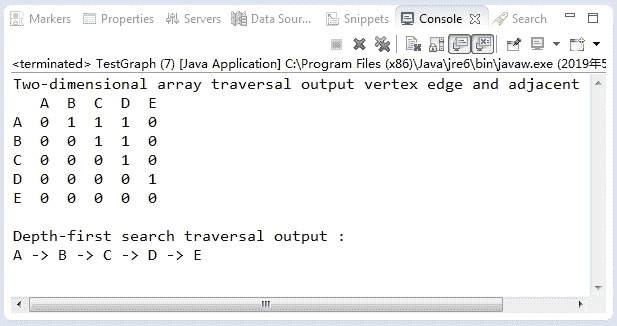 Markers Properties Servers Data Sour... Snippets Console Search
<terminated> TestGraph (7) [Java Application] C:\Program Files (x86)\Java\jre6\bin\javaw.exe (2019年5
Two-dimensional array traversal output vertex edge and adjacent
A B C D E
A 0 1 1 1 0
B 0 0 1 1 0
C 0 0 0 1 0
D 0 0 0 0 1
E 0 0 0 0 0
Depth-first search traversal output :
A -> B -> C -> D -> E